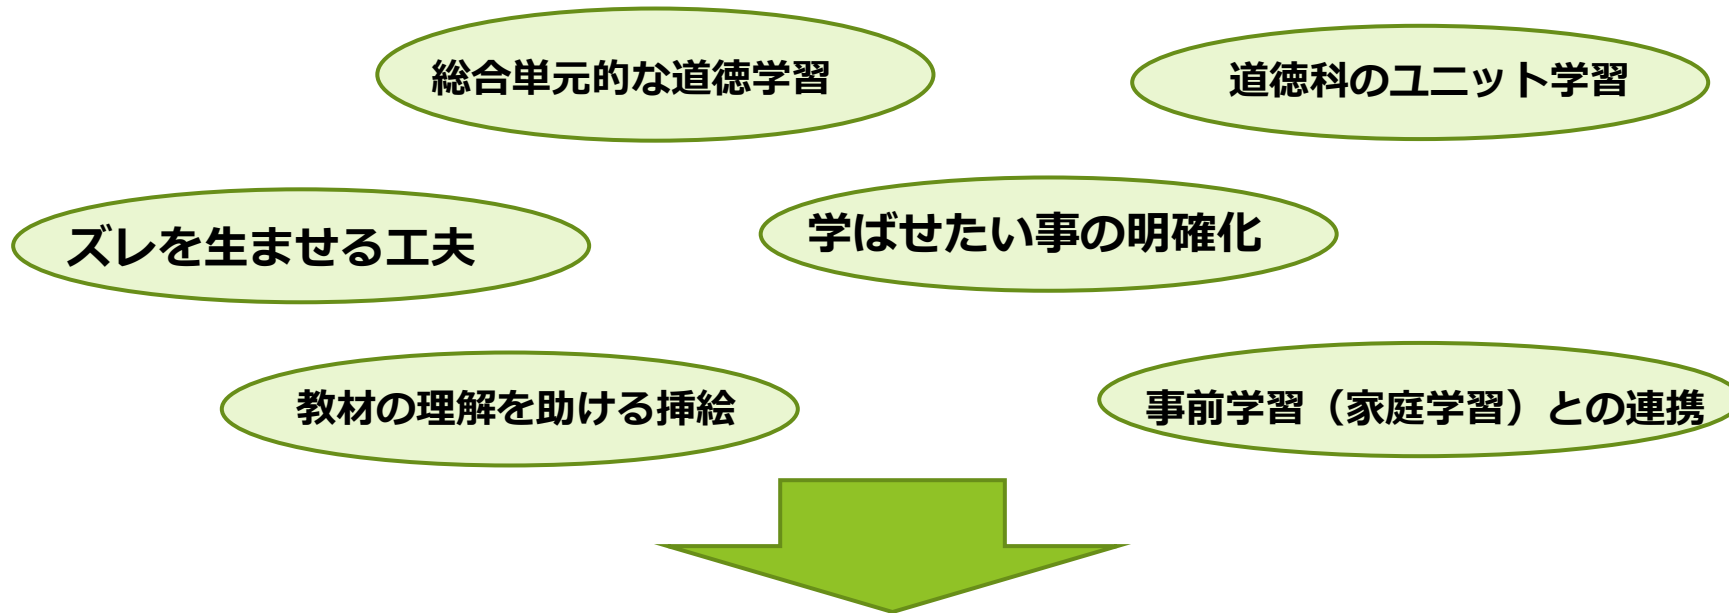 総合単元的な道徳学習
道徳科のユニット学習
ズレを生ませる工夫
学ばせたい事の明確化
教材の理解を助ける挿絵
事前学習（家庭学習）との連携